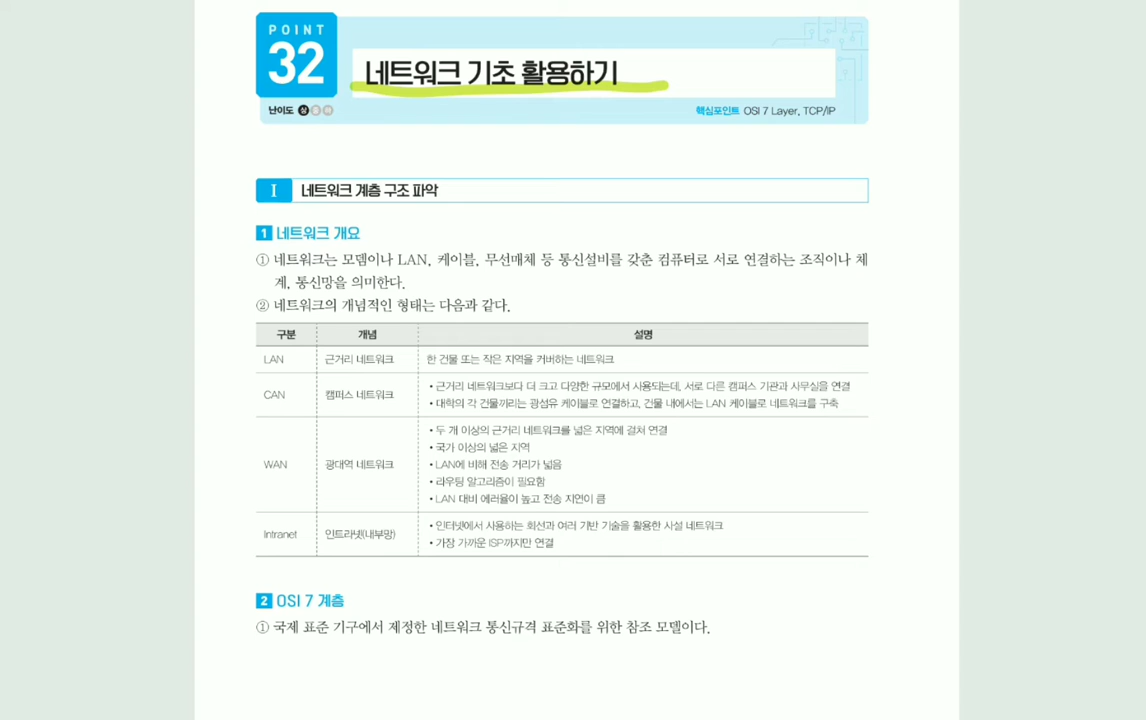 POINT
32
네트워크 기초 활용하기
난이도 상 중 하
핵심포인트 OSI 7 Layer, TCP/IP
I 네트워크 계층 구조 파악
1 네트워크 개요
① 네트워크는 모뎀이나 LAN, 케이블, 무선매체 등 통신설비를 갖춘 컴퓨터로 서로 연결하는 조직이나 체
계, 통신망을 의미한다.
② 네트워크의 개념적인 형태는 다음과 같다.
구분 개념 설명
LAN 근거리 네트워크 한 건물 또는 작은 지역을 커버하는 네트워크
CAN 캠퍼스 네트워크
• 근거리 네트워크보다 더 크고 다양한 규모에서 사용되는데, 서로 다른 캠퍼스 기관과 사무실을 연결
• 대학의 각 건물끼리는 광섬유 케이블로 연결하고, 건물 내에서는 LAN 케이블로 네트워크를 구축
WAN 광대역 네트워크
• 두 개 이상의 근거리 네트워크를 넓은 지역에 걸쳐 연결
• 국가 이상의 넓은 지역
• LAN에 비해 전송 거리가 넓음
• 라우팅 알고리즘이 필요함
• LAN 대비 에러율이 높고 전송 지연이 큼
Intranet 인트라넷(내부망)
• 인터넷에서 사용하는 회선과 여러 기반 기술을 활용한 사설 네트워크
• 가장 가까운 ISP까지만 연결
2 OSI 7 계층
① 국제 표준 기구에서 제정한 네트워크 통신규격 표준화를 위한 참조 모델이다.